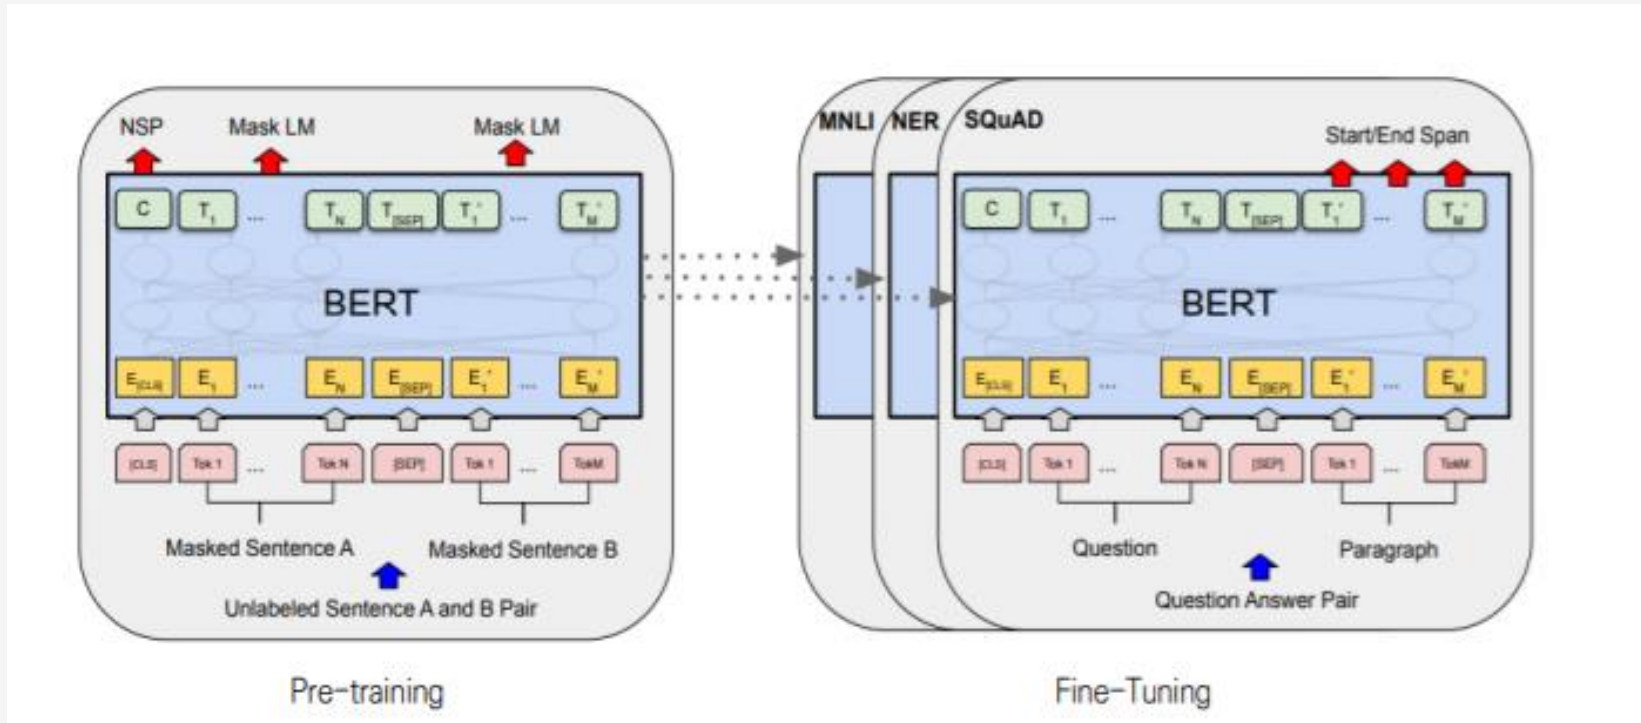 NSP Mask LM Mask LM
C T1 ... TN T[SEP] T1' ... TM'
BERT
E[CLS] E1 ... EN E[SEP] E1' ... EM'
[CLS] Tok 1 ... Tok N [SEP] Tok 1 ... TokM
Masked Sentence A Masked Sentence B
Unlabeled Sentence A and B Pair
Pre-training
MNLI NER SQuAD
Start/End Span
C T1 ... TN T[SEP] T1' ... TM'
BERT
E[CLS] E1 ... EN E[SEP] E1' ... EM'
[CLS] Tok 1 ... Tok N [SEP] Tok 1 ... TokM
Question Paragraph
Question Answer Pair
Fine-Tuning